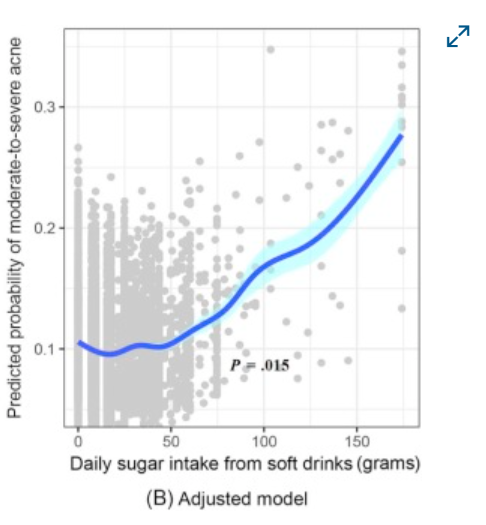 Predicted probability of moderate-to-severe acne
0.3
0.2
0.1
P = .015
0 50 100 150
Daily sugar intake from soft drinks (grams)
(B) Adjusted model